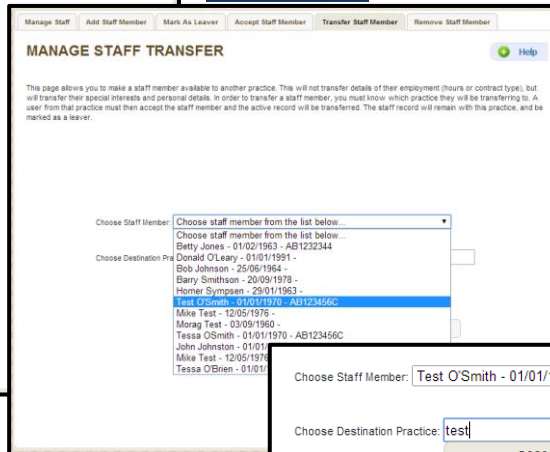 Manage Staff Add Staff Member Mark As Leaver Accept Staff Member Transfer Staff Member Remove Staff Member
MANAGE STAFF TRANSFER
Help
This page allows you to make a staff member available to another practice. This will not transfer details of their employment (hours or contract type), but
will transfer their special interests and personal details. In order to transfer a staff member, you must know which practice they will be transferring to. A
user from that practice must then accept the staff member and the active record will be transferred. The staff record will remain with this practice, and be
marked as a leaver.
Choose Staff Member: Choose staff member from the list below...
Choose staff member from the list below...
Betty Jones - 01/02/1963 - AB1232344
Choose Destination Pra Donald O'Leary - 01/01/1991 -
Bob Johnson - 25/06/1964 -
Barry Smithson - 20/09/1978 -
Homer Sympsen - 29/01/1963 -
Test O'Smith - 01/01/1970 - AB123456C
Mike Test - 12/05/1976 -
Morag Test - 03/09/1960 -
Tessa OSmith - 01/01/1970 - AB123456C
John Johnston - 01/01/
Mike Test - 12/05/1976
Tessa O'Brien - 01/01/
Choose Staff Member: Test O'Smith - 01/01/1
Choose Destination Practice: test